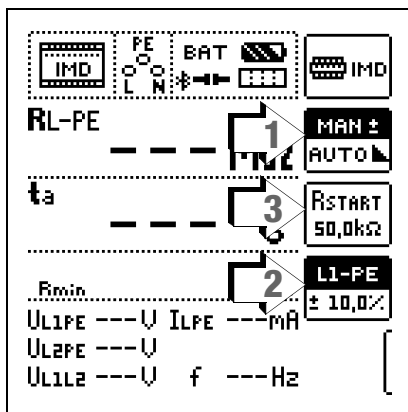 IMD
PE
L N
BAT
IMD
RL-PE
--- MΩ
1
MAN ±
AUTO
ta
--- s
3
RSTART
50,0kΩ
2
L1-PE
± 10,0%
Rmin
UL1PE ---V ILPE ---mA
UL2PE ---V
UL1L2 ---V f ---Hz